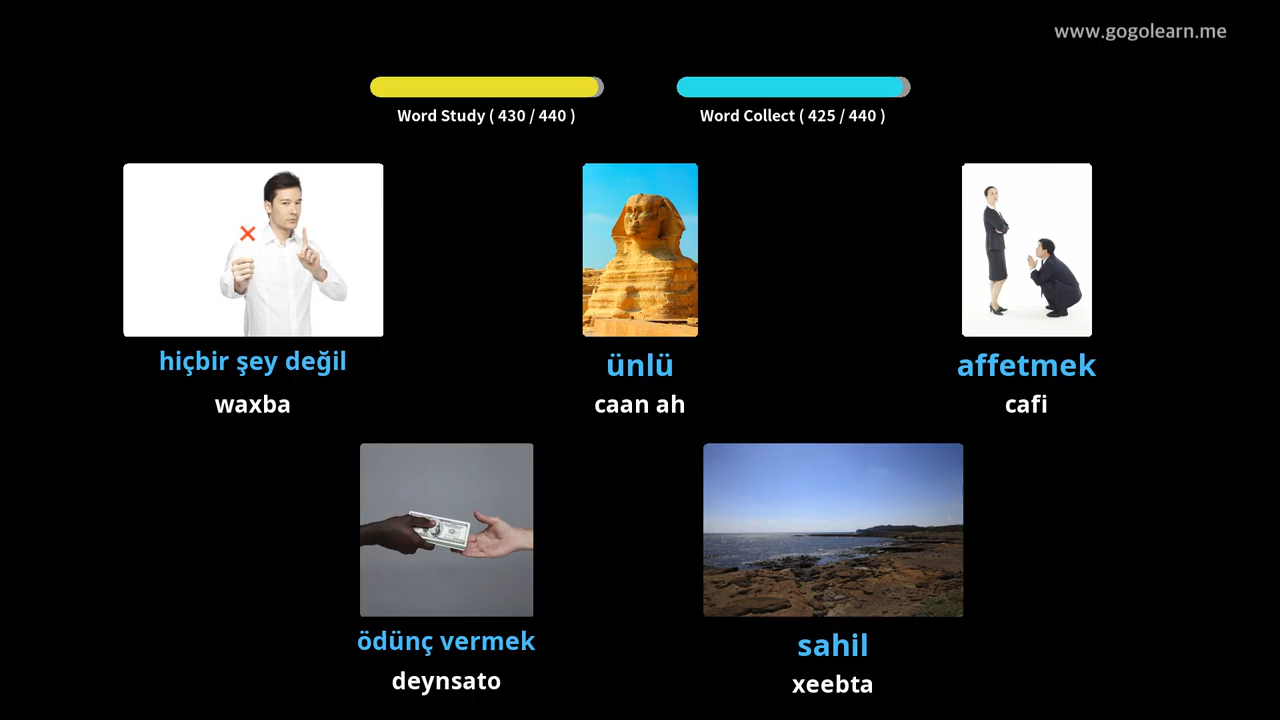 www.gogolearn.me
Word Study ( 430 / 440 )
Word Collect ( 425 / 440 )
hiçbir şey değil
waxba
ünlü
caan ah
affetmek
cafi
ödünç vermek
deynsato
sahil
xeebta